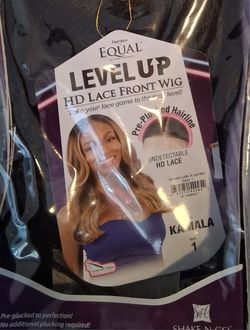 EQUAL
LEVEL UP
HD LACE FRONT WIG
Take your lace game to the next level!
Pre-Plucked Hairline
UNDETECTABLE
HD LACE
KAMALA
1
Pre-plucked to perfection!
No additional plucking required!
SHAKE N GO